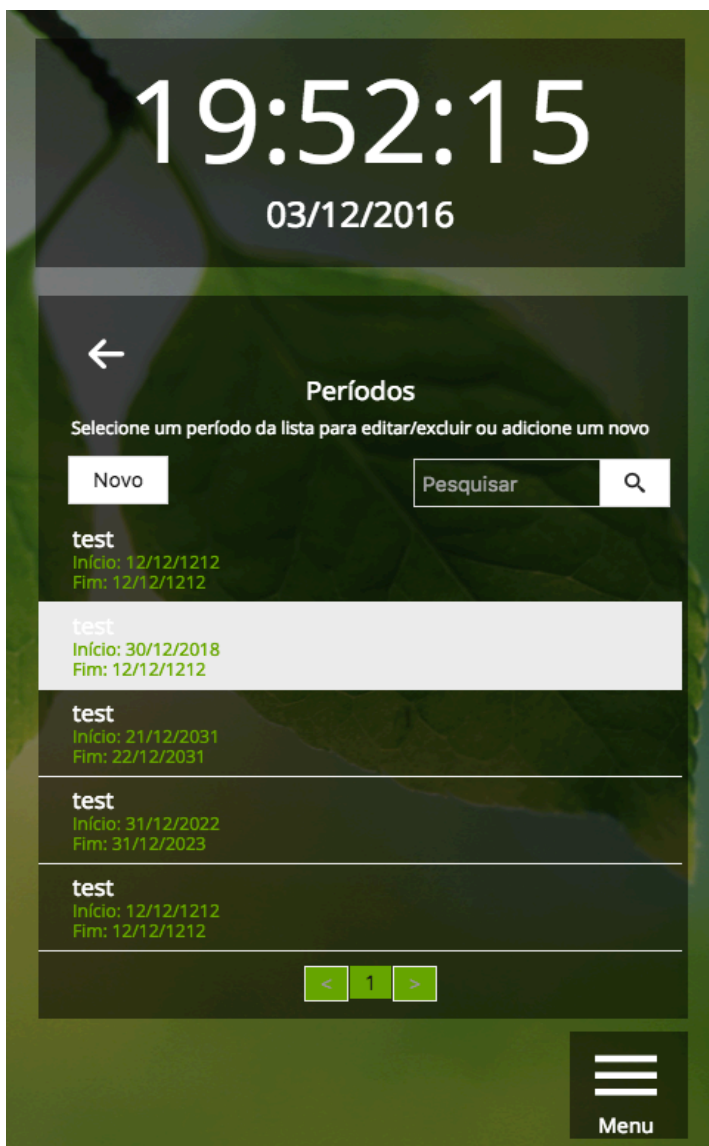 19:52:15
03/12/2016
Períodos
Selecione um período da lista para editar/excluir ou adicione um novo
Novo
Pesquisar
test
Início: 12/12/1212
Fim: 12/12/1212
test
Início: 30/12/2018
Fim: 12/12/1212
test
Início: 21/12/2031
Fim: 22/12/2031
test
Início: 31/12/2022
Fim: 31/12/2023
test
Início: 12/12/1212
Fim: 12/12/1212
< 1 >
Menu